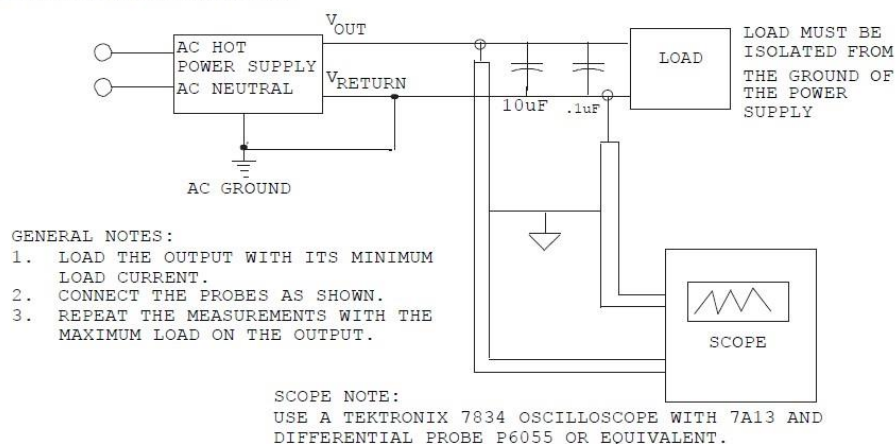 V
OUT
AC HOT
POWER SUPPLY
AC NEUTRAL
V
RETURN
10uF
.1uF
LOAD
LOAD MUST BE
ISOLATED FROM
THE GROUND OF
THE POWER
SUPPLY
AC GROUND
GENERAL NOTES:
1. LOAD THE OUTPUT WITH ITS MINIMUM
LOAD CURRENT.
2. CONNECT THE PROBES AS SHOWN.
3. REPEAT THE MEASUREMENTS WITH THE
MAXIMUM LOAD ON THE OUTPUT.
SCOPE
SCOPE NOTE:
USE A TEKTRONIX 7834 OSCILLOSCOPE WITH 7A13 AND
DIFFERENTIAL PROBE P6055 OR EQUIVALENT.